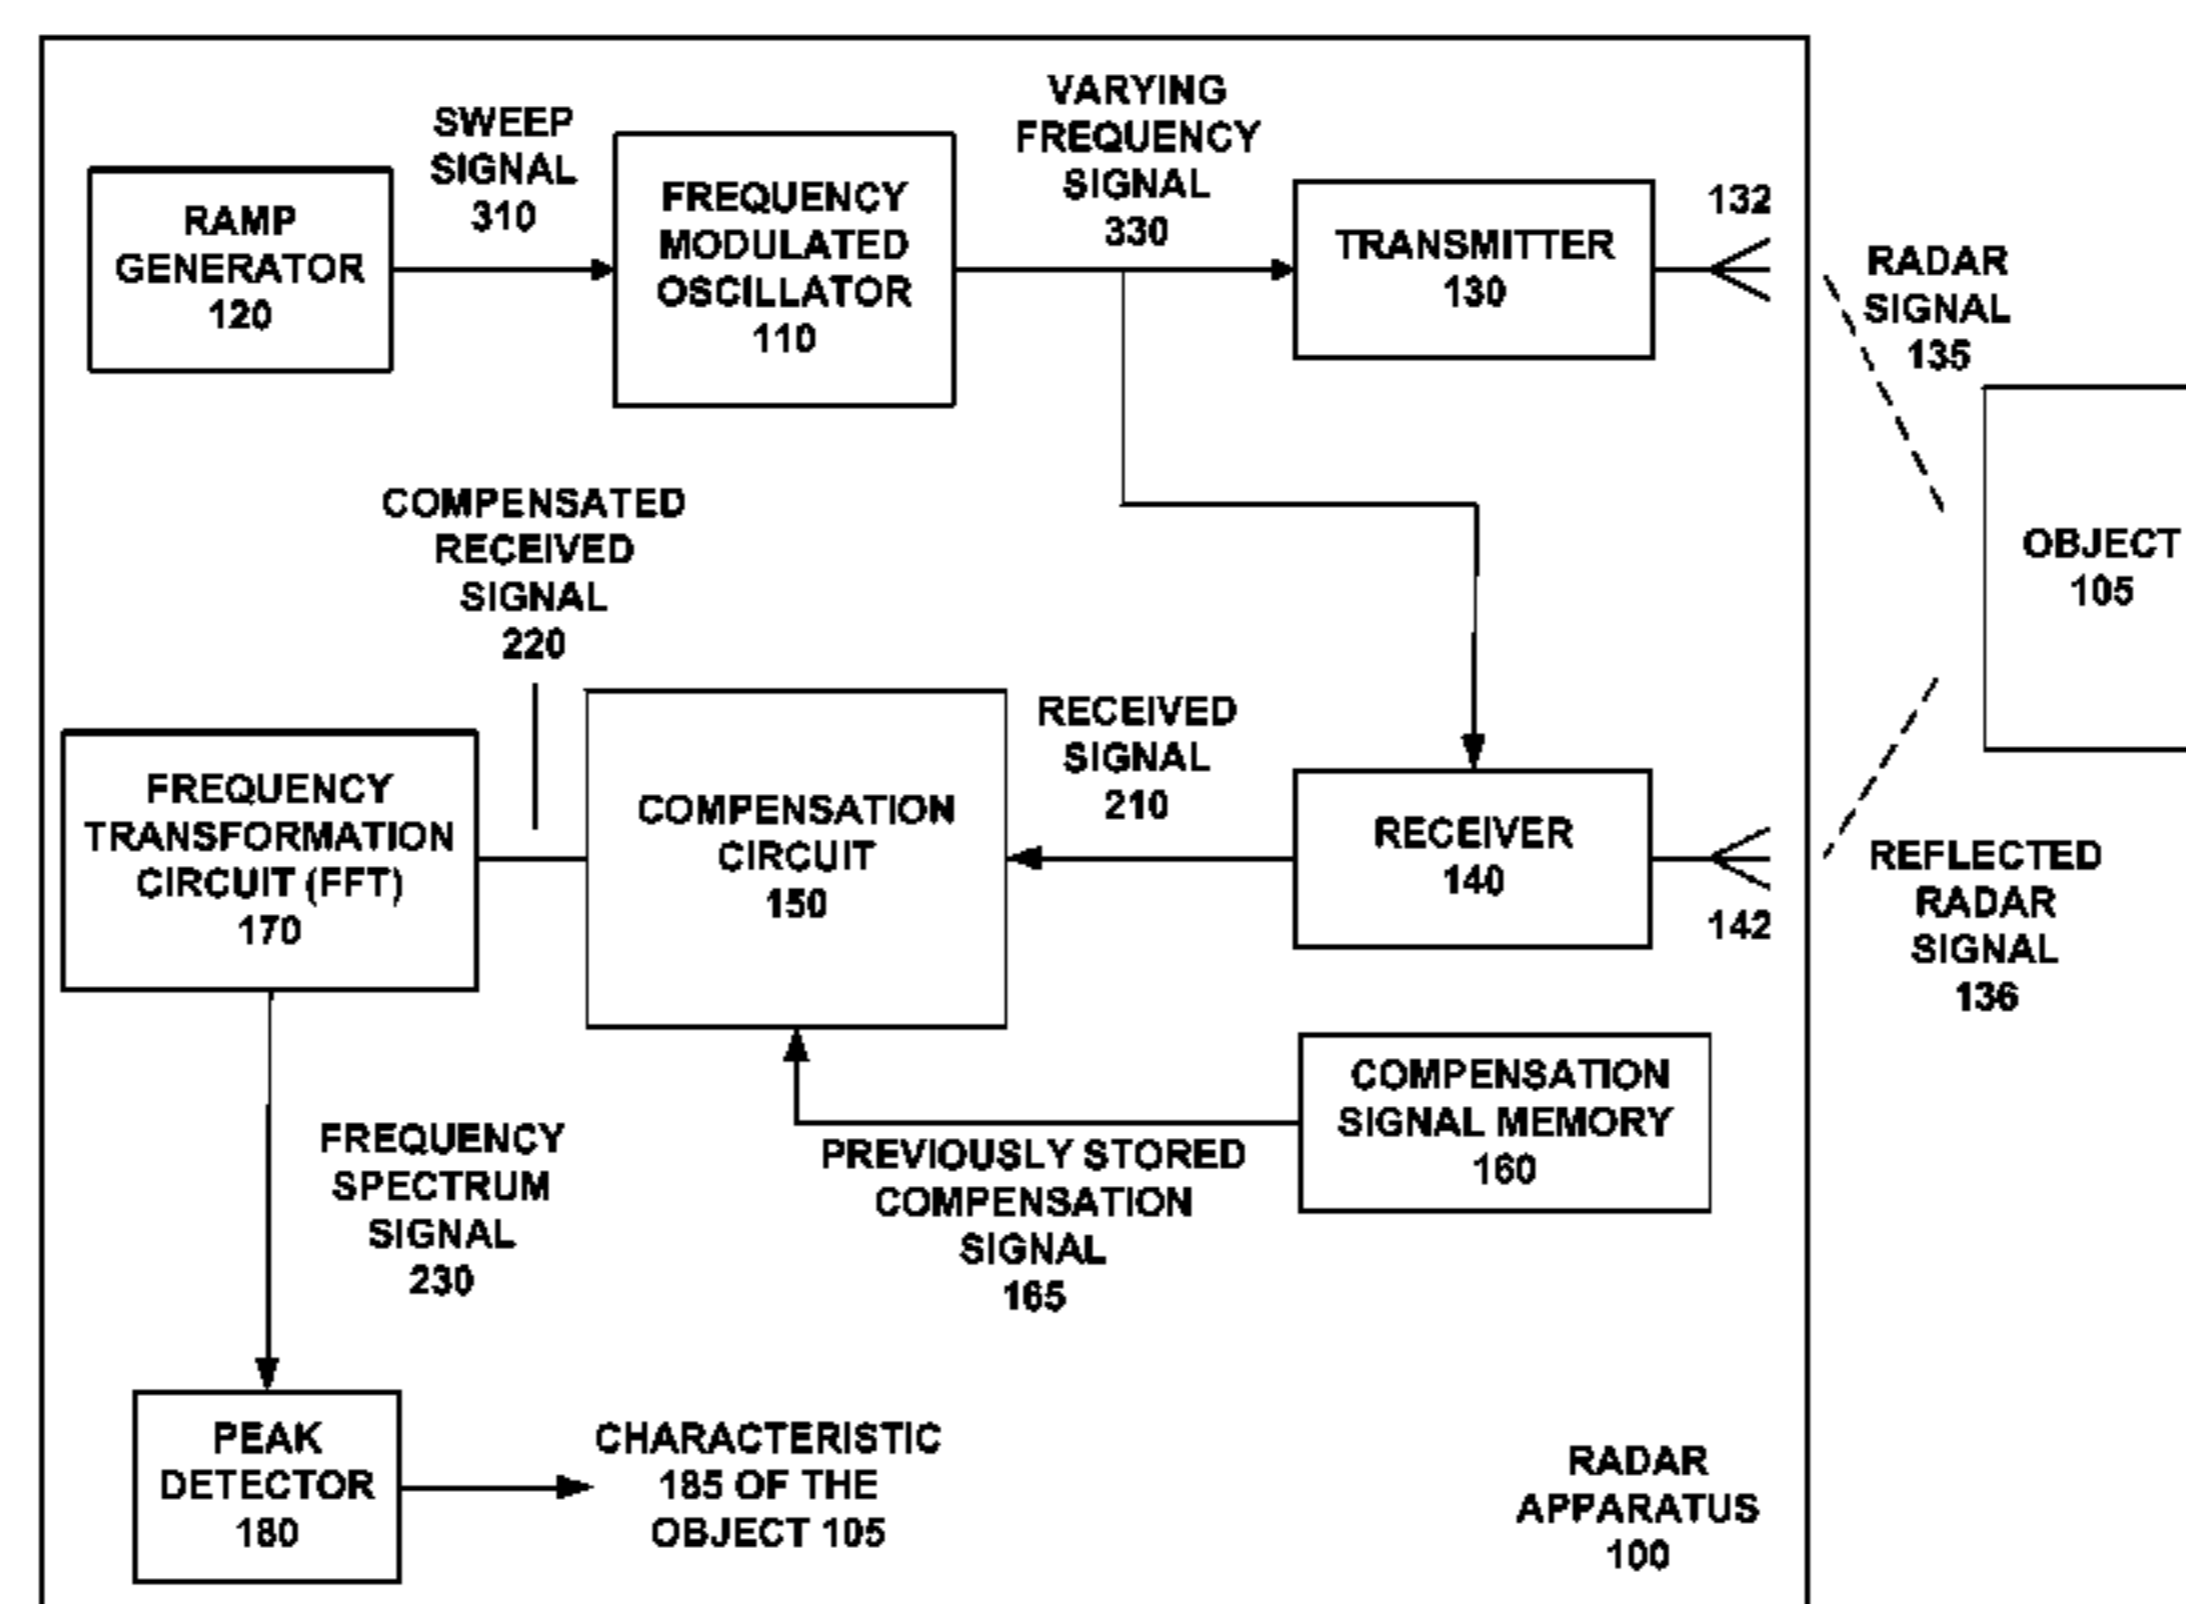 SWEEP
SIGNAL
310
VARYING
FREQUENCY
SIGNAL
330
RAMP
GENERATOR
120
FREQUENCY
MODULATED
OSCILLATOR
110
TRANSMITTER
130
132
RADAR
SIGNAL
135
OBJECT
105
COMPENSATED
RECEIVED
SIGNAL
220
FREQUENCY
TRANSFORMATION
CIRCUIT (FFT)
170
COMPENSATION
CIRCUIT
150
RECEIVED
SIGNAL
210
RECEIVER
140
142
REFLECTED
RADAR
SIGNAL
136
COMPENSATION
SIGNAL MEMORY
160
PREVIOUSLY STORED
COMPENSATION
SIGNAL
165
FREQUENCY
SPECTRUM
SIGNAL
230
PEAK
DETECTOR
180
CHARACTERISTIC
185 OF THE
OBJECT 105
RADAR
APPARATUS
100